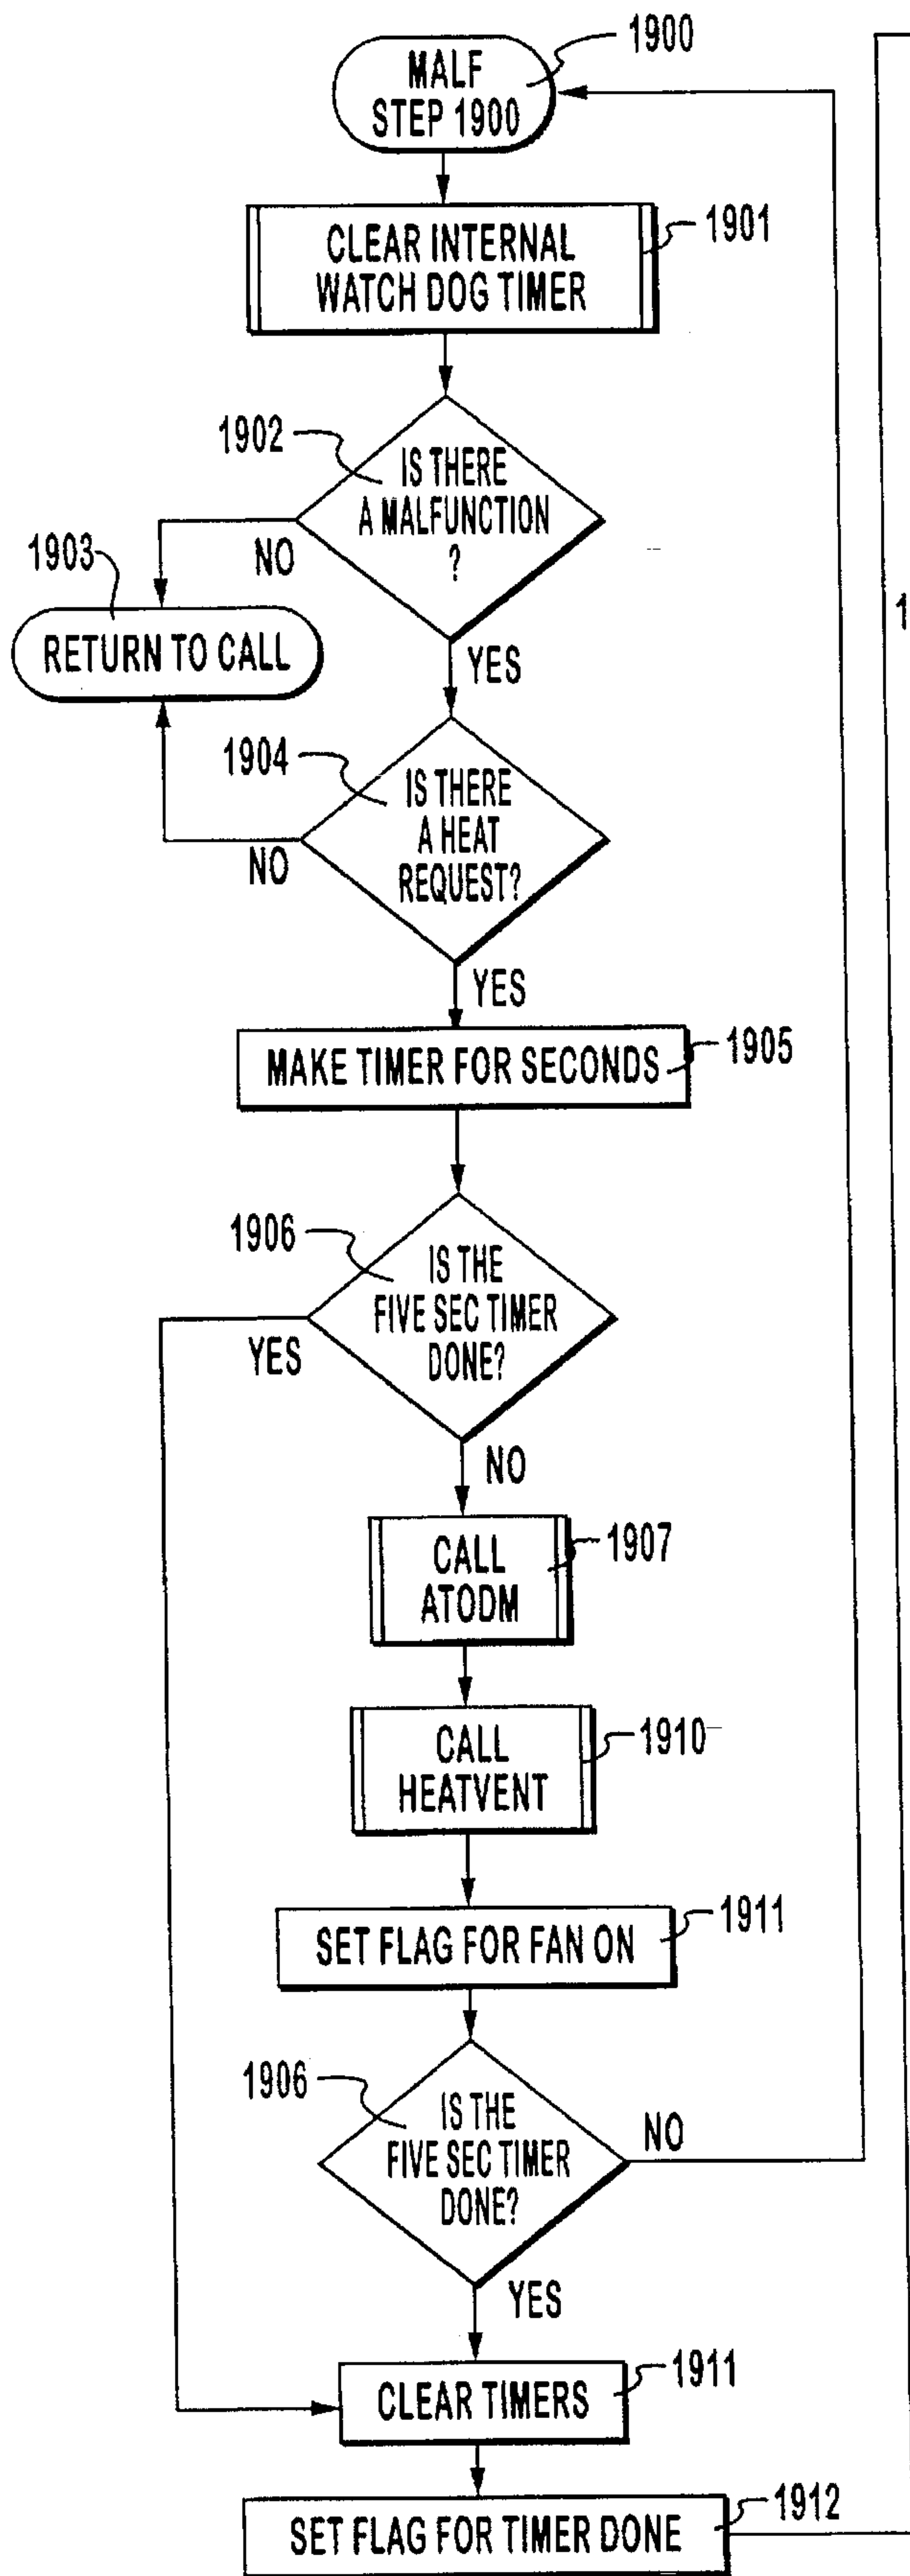 1900
MALF
STEP 1900
1901
CLEAR INTERNAL
WATCH DOG TIMER
1902
IS THERE
A MALFUNCTION
?
NO
1903
RETURN TO CALL
YES
1904
IS THERE
A HEAT
REQUEST?
NO
YES
1905
MAKE TIMER FOR SECONDS
1906
IS THE
FIVE SEC TIMER
DONE?
YES
NO
1907
CALL
ATODM
1910
CALL
HEATVENT
1911
SET FLAG FOR FAN ON
1906
IS THE
FIVE SEC TIMER
DONE?
NO
YES
1911
CLEAR TIMERS
1912
SET FLAG FOR TIMER DONE